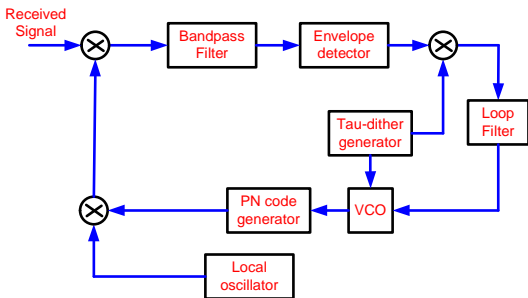 Received
Signal
Bandpass
Filter
Envelope
detector
Tau-dither
generator
Loop
Filter
PN code
generator
VCO
Local
oscillator